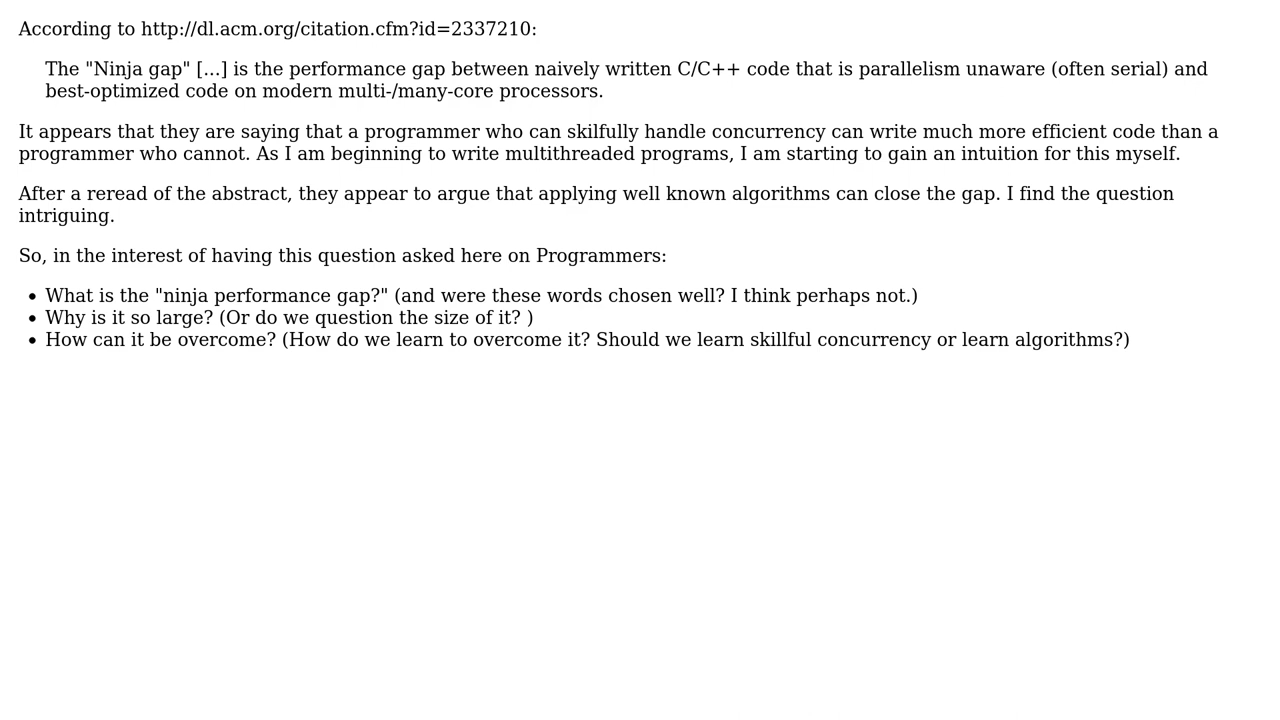 According to http://dl.acm.org/citation.cfm?id=2337210:
The "Ninja gap" [...] is the performance gap between naively written C/C++ code that is parallelism unaware (often serial) and
best-optimized code on modern multi-/many-core processors.
It appears that they are saying that a programmer who can skilfully handle concurrency can write much more efficient code than a
programmer who cannot. As I am beginning to write multithreaded programs, I am starting to gain an intuition for this myself.
After a reread of the abstract, they appear to argue that applying well known algorithms can close the gap. I find the question
intriguing.
So, in the interest of having this question asked here on Programmers:
• What is the "ninja performance gap?" (and were these words chosen well? I think perhaps not.)
• Why is it so large? (Or do we question the size of it? )
• How can it be overcome? (How do we learn to overcome it? Should we learn skillful concurrency or learn algorithms?)